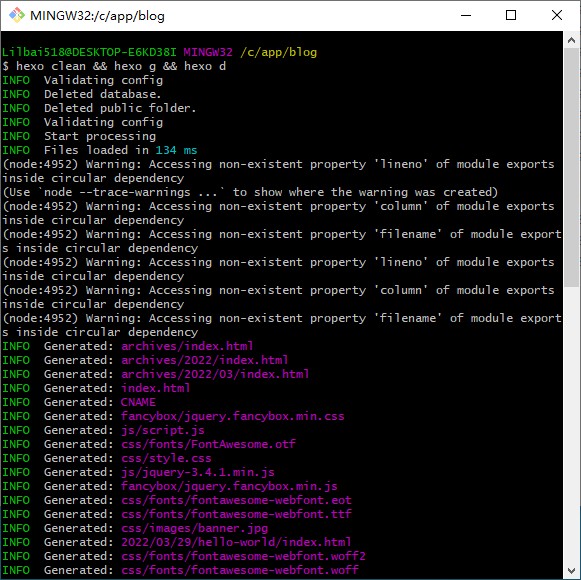 MINGW32:/c/app/blog
Lilbai518@DESKTOP-E6KD38I MINGW32 /c/app/blog
$ hexo clean && hexo g && hexo d
INFO  Validating config
INFO  Deleted database.
INFO  Deleted public folder.
INFO  Validating config
INFO  Start processing
INFO  Files loaded in 134 ms
(node:4952) Warning: Accessing non-existent property 'lineno' of module exports
inside circular dependency
(Use `node --trace-warnings ...` to show where the warning was created)
(node:4952) Warning: Accessing non-existent property 'column' of module exports
inside circular dependency
(node:4952) Warning: Accessing non-existent property 'filename' of module export
s inside circular dependency
(node:4952) Warning: Accessing non-existent property 'lineno' of module exports
inside circular dependency
(node:4952) Warning: Accessing non-existent property 'column' of module exports
inside circular dependency
(node:4952) Warning: Accessing non-existent property 'filename' of module export
s inside circular dependency
INFO  Generated: archives/index.html
INFO  Generated: archives/2022/index.html
INFO  Generated: archives/2022/03/index.html
INFO  Generated: index.html
INFO  Generated: CNAME
INFO  Generated: fancybox/jquery.fancybox.min.css
INFO  Generated: js/script.js
INFO  Generated: css/fonts/FontAwesome.otf
INFO  Generated: css/style.css
INFO  Generated: js/jquery-3.4.1.min.js
INFO  Generated: fancybox/jquery.fancybox.min.js
INFO  Generated: css/fonts/fontawesome-webfont.eot
INFO  Generated: css/fonts/fontawesome-webfont.ttf
INFO  Generated: css/images/banner.jpg
INFO  Generated: 2022/03/29/hello-world/index.html
INFO  Generated: css/fonts/fontawesome-webfont.woff2
INFO  Generated: css/fonts/fontawesome-webfont.woff